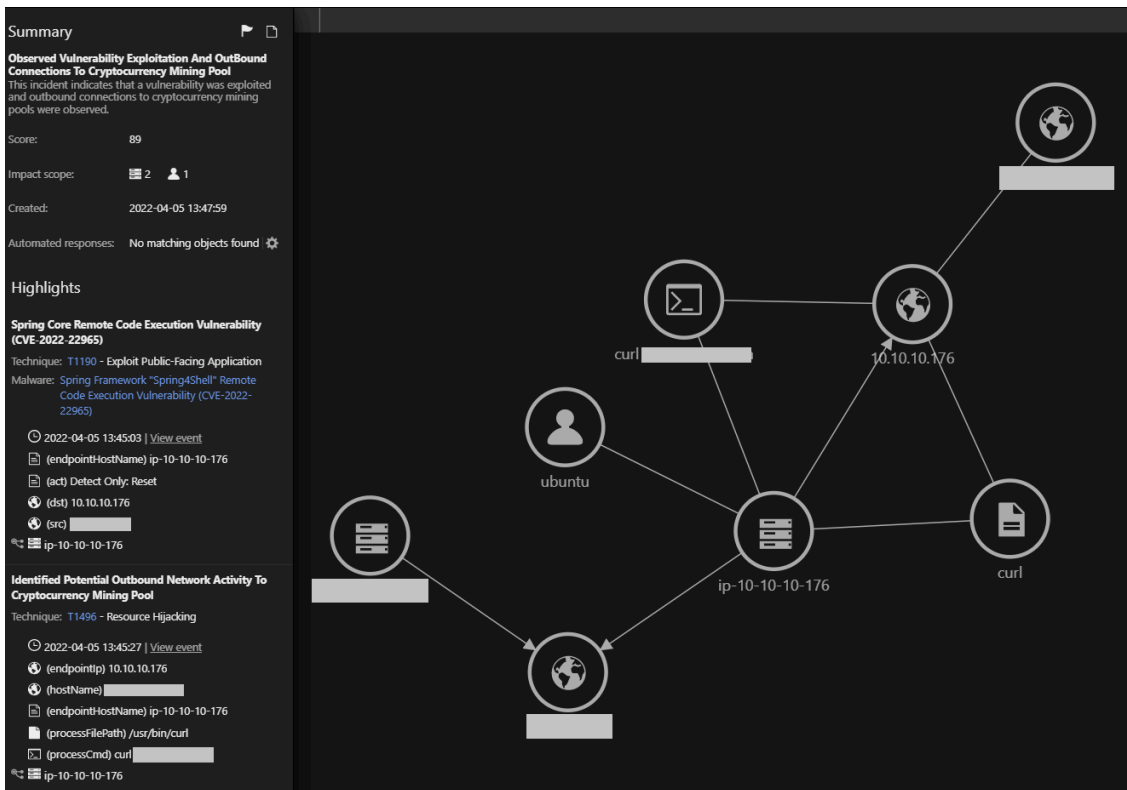 Summary
Observed Vulnerability Exploitation And OutBound
Connections To Cryptocurrency Mining Pool
This incident indicates that a vulnerability was exploited
and outbound connections to cryptocurrency mining
pools were observed.
Score: 89
Impact scope: 2 1
Created: 2022-04-05 13:47:59
Automated responses: No matching objects found
Highlights
Spring Core Remote Code Execution Vulnerability
(CVE-2022-22965)
Technique: T1190 - Exploit Public-Facing Application
Malware: Spring Framework "Spring4Shell" Remote
Code Execution Vulnerability (CVE-2022-
22965)
2022-04-05 13:45:03 | View event
(endpointHostName) ip-10-10-10-176
(act) Detect Only: Reset
(dst) 10.10.10.176
(src)
ip-10-10-10-176
Identified Potential Outbound Network Activity To
Cryptocurrency Mining Pool
Technique: T1496 - Resource Hijacking
2022-04-05 13:45:27 | View event
(endpointIp) 10.10.10.176
(hostName)
(endpointHostName) ip-10-10-10-176
(processFilePath) /usr/bin/curl
(processCmd) curl
ip-10-10-10-176
curl
10.10.10.176
ubuntu
ip-10-10-10-176
curl